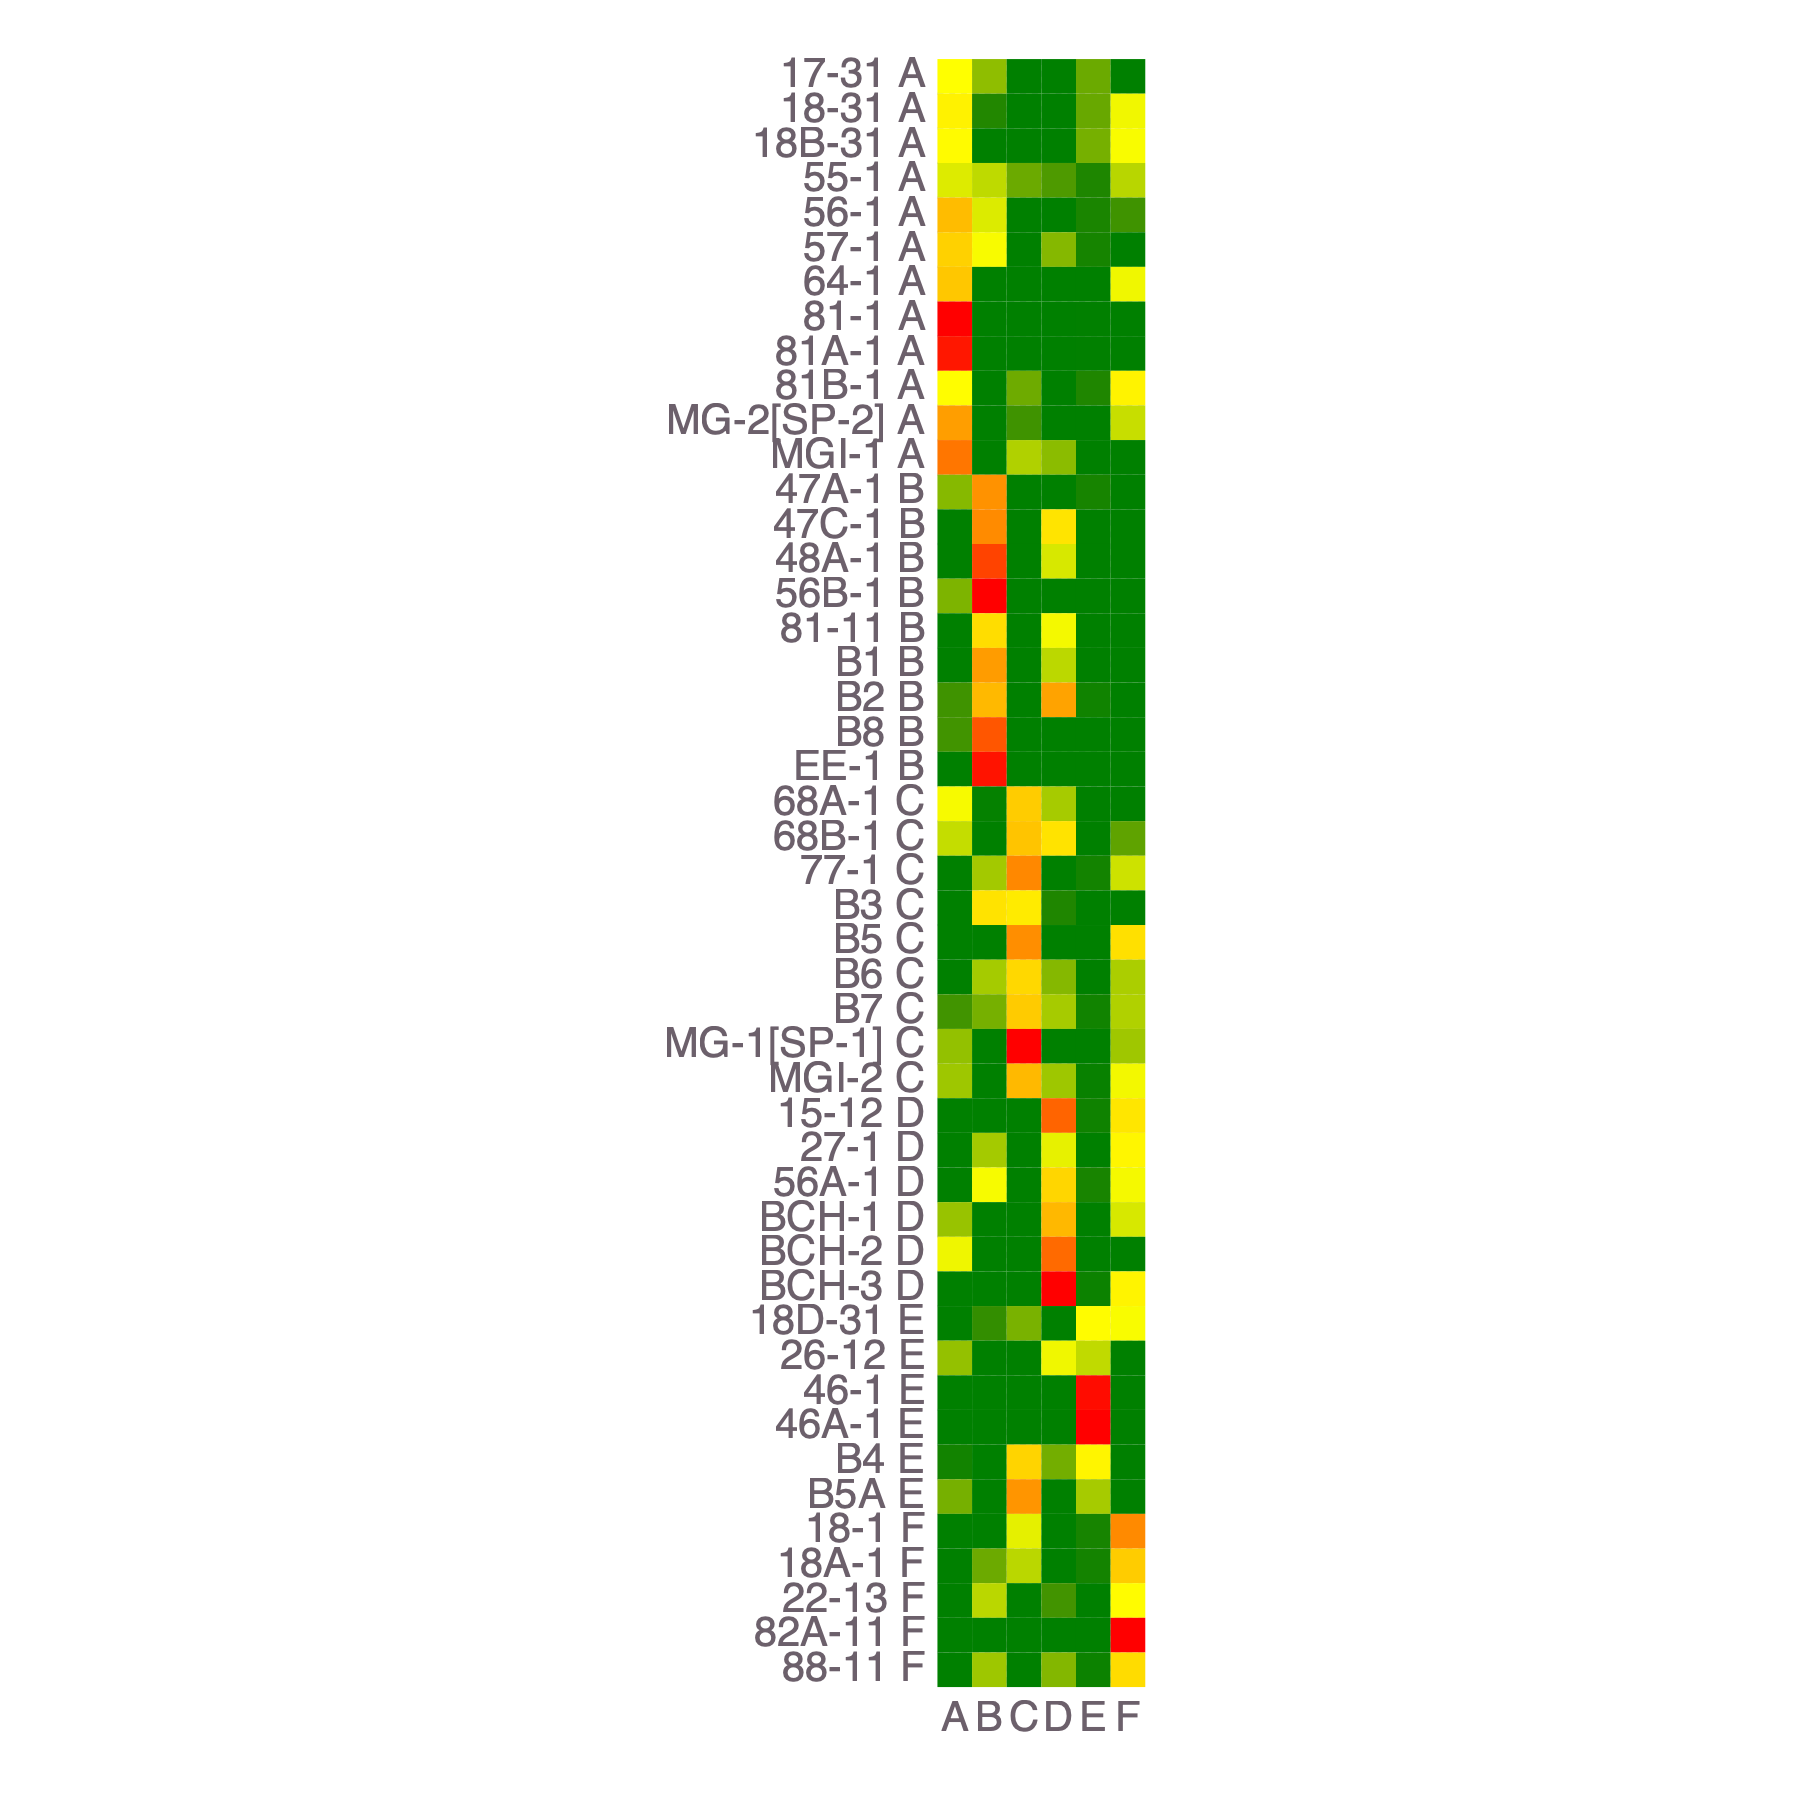 17-31 A
18-31 A
18B-31 A
55-1 A
56-1 A
57-1 A
64-1 A
81-1 A
81A-1 A
81B-1 A
MG-2[SP-2] A
MGI-1 A
47A-1 B
47C-1 B
48A-1 B
56B-1 B
81-11 B
B1 B
B2 B
B8 B
EE-1 B
68A-1 C
68B-1 C
77-1 C
B3 C
B5 C
B6 C
B7 C
MG-1[SP-1] C
MGI-2 C
15-12 D
27-1 D
56A-1 D
BCH-1 D
BCH-2 D
BCH-3 D
18D-31 E
26-12 E
46-1 E
46A-1 E
B4 E
B5A E
18-1 F
18A-1 F
22-13 F
82A-11 F
88-11 F
A B C D E F